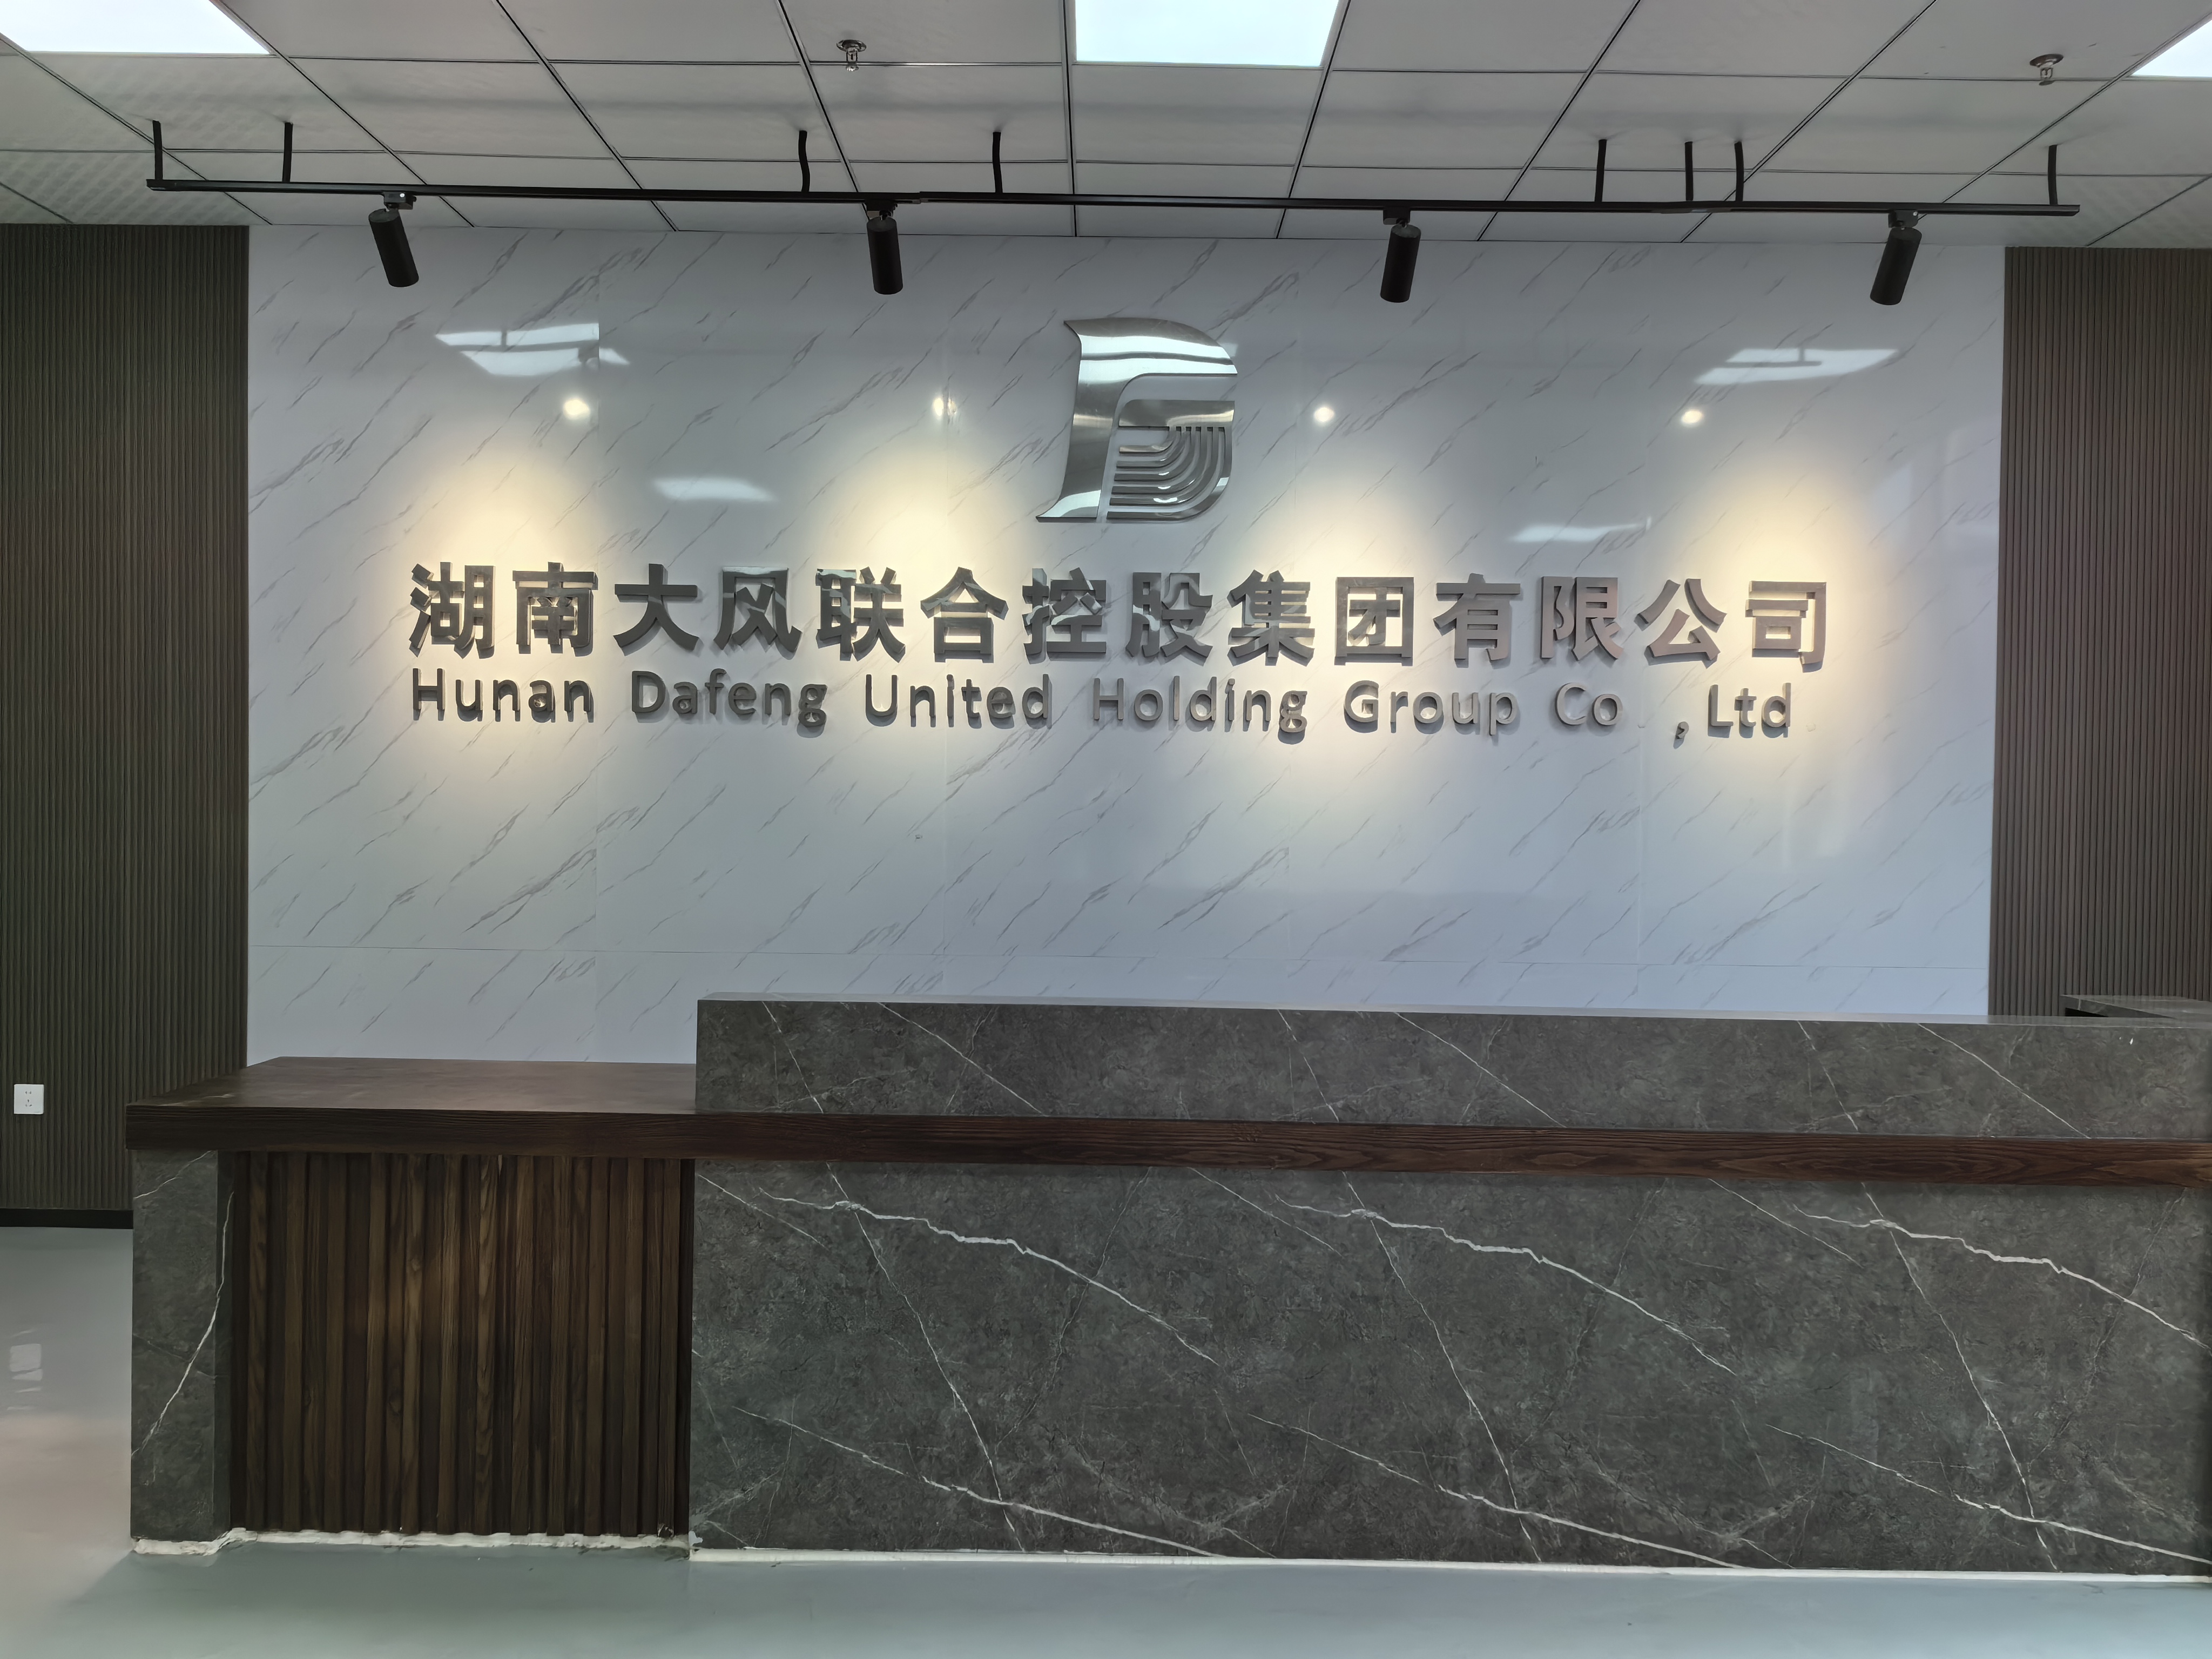 湖南大风联合控股集团有限公司
Hunan Dafeng United Holding Group Co , Ltd